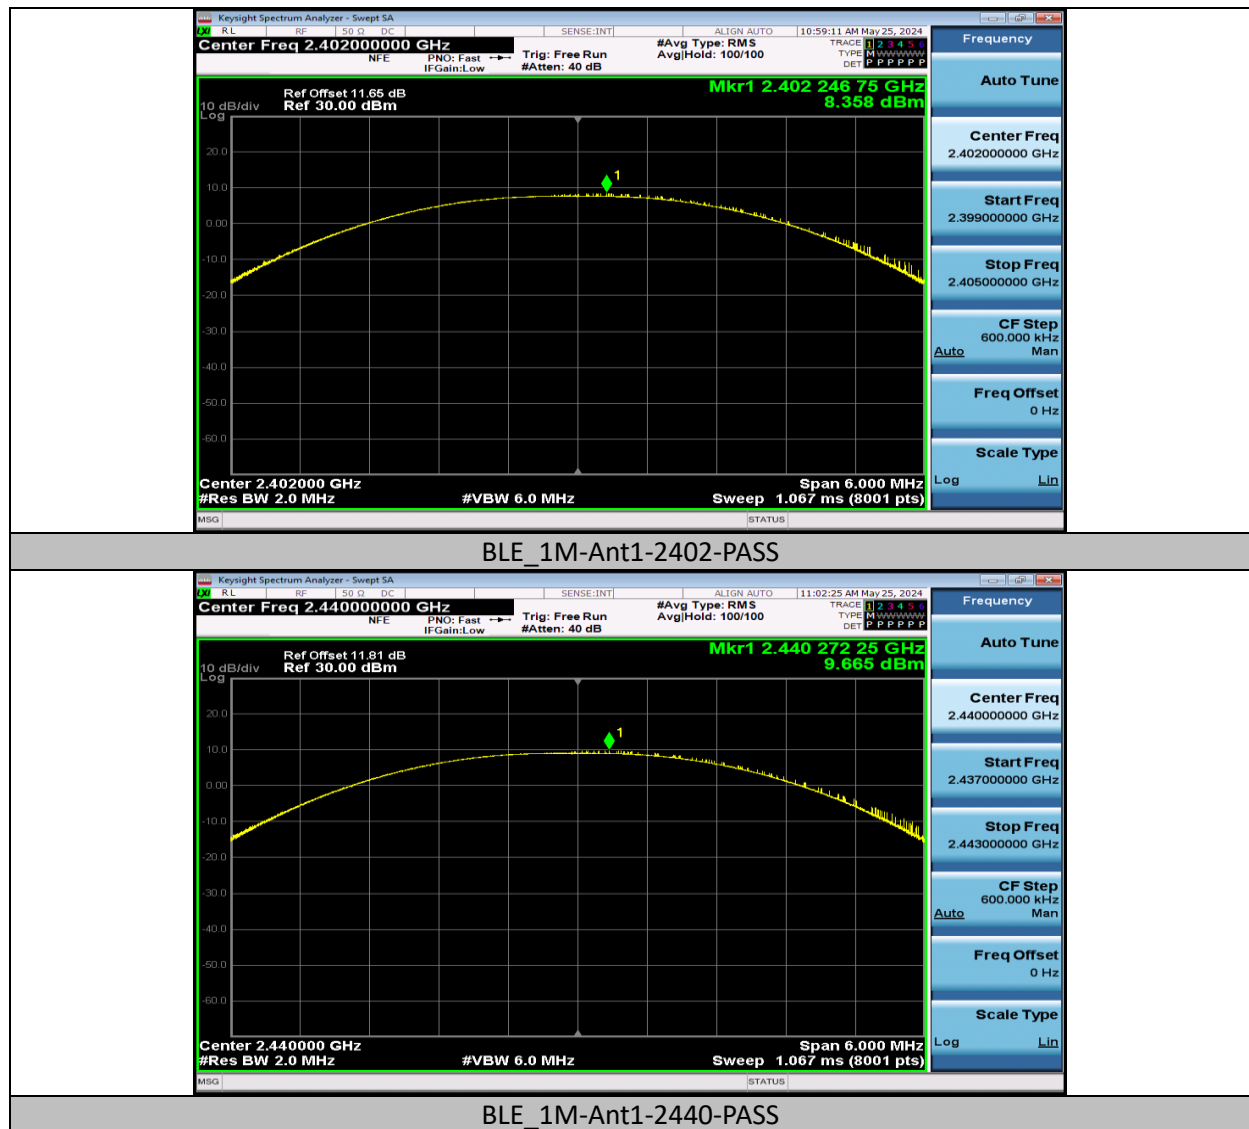 Keysight Spectrum Analyzer - Swept SA
LXI RL RF 50 Ω DC SENSE:INT ALIGN AUTO 10:59:11 AM May 25, 2024
Center Freq 2.402000000 GHz
NFE
PNO: Fast
IFGain:Low
Trig: Free Run
#Atten: 40 dB
#Avg Type: RMS
Avg|Hold: 100/100
TRACE 1 2 3 4 5 6
TYPE M WWWWW
DET P P P P P P
Frequency
Ref Offset 11.65 dB
Ref 30.00 dBm
10 dB/div
Log
Mkr1 2.402 246 75 GHz
8.358 dBm
1
20.0
10.0
0.00
-10.0
-20.0
-30.0
-40.0
-50.0
-60.0
Center 2.402000 GHz
Span 6.000 MHz
#Res BW 2.0 MHz
#VBW 6.0 MHz
Sweep 1.067 ms (8001 pts)
MSG
STATUS
Auto Tune
Center Freq
2.402000000 GHz
Start Freq
2.399000000 GHz
Stop Freq
2.405000000 GHz
CF Step
600.000 kHz
Auto Man
Freq Offset
0 Hz
Scale Type
Log Lin
BLE_1M-Ant1-2402-PASS
Keysight Spectrum Analyzer - Swept SA
LXI RL RF 50 Ω DC SENSE:INT ALIGN AUTO 11:02:25 AM May 25, 2024
Center Freq 2.440000000 GHz
NFE
PNO: Fast
IFGain:Low
Trig: Free Run
#Atten: 40 dB
#Avg Type: RMS
Avg|Hold: 100/100
TRACE 1 2 3 4 5 6
TYPE M WWWWW
DET P P P P P P
Frequency
Ref Offset 11.81 dB
Ref 30.00 dBm
10 dB/div
Log
Mkr1 2.440 272 25 GHz
9.665 dBm
1
20.0
10.0
0.00
-10.0
-20.0
-30.0
-40.0
-50.0
-60.0
Center 2.440000 GHz
Span 6.000 MHz
#Res BW 2.0 MHz
#VBW 6.0 MHz
Sweep 1.067 ms (8001 pts)
MSG
STATUS
Auto Tune
Center Freq
2.440000000 GHz
Start Freq
2.437000000 GHz
Stop Freq
2.443000000 GHz
CF Step
600.000 kHz
Auto Man
Freq Offset
0 Hz
Scale Type
Log Lin
BLE_1M-Ant1-2440-PASS